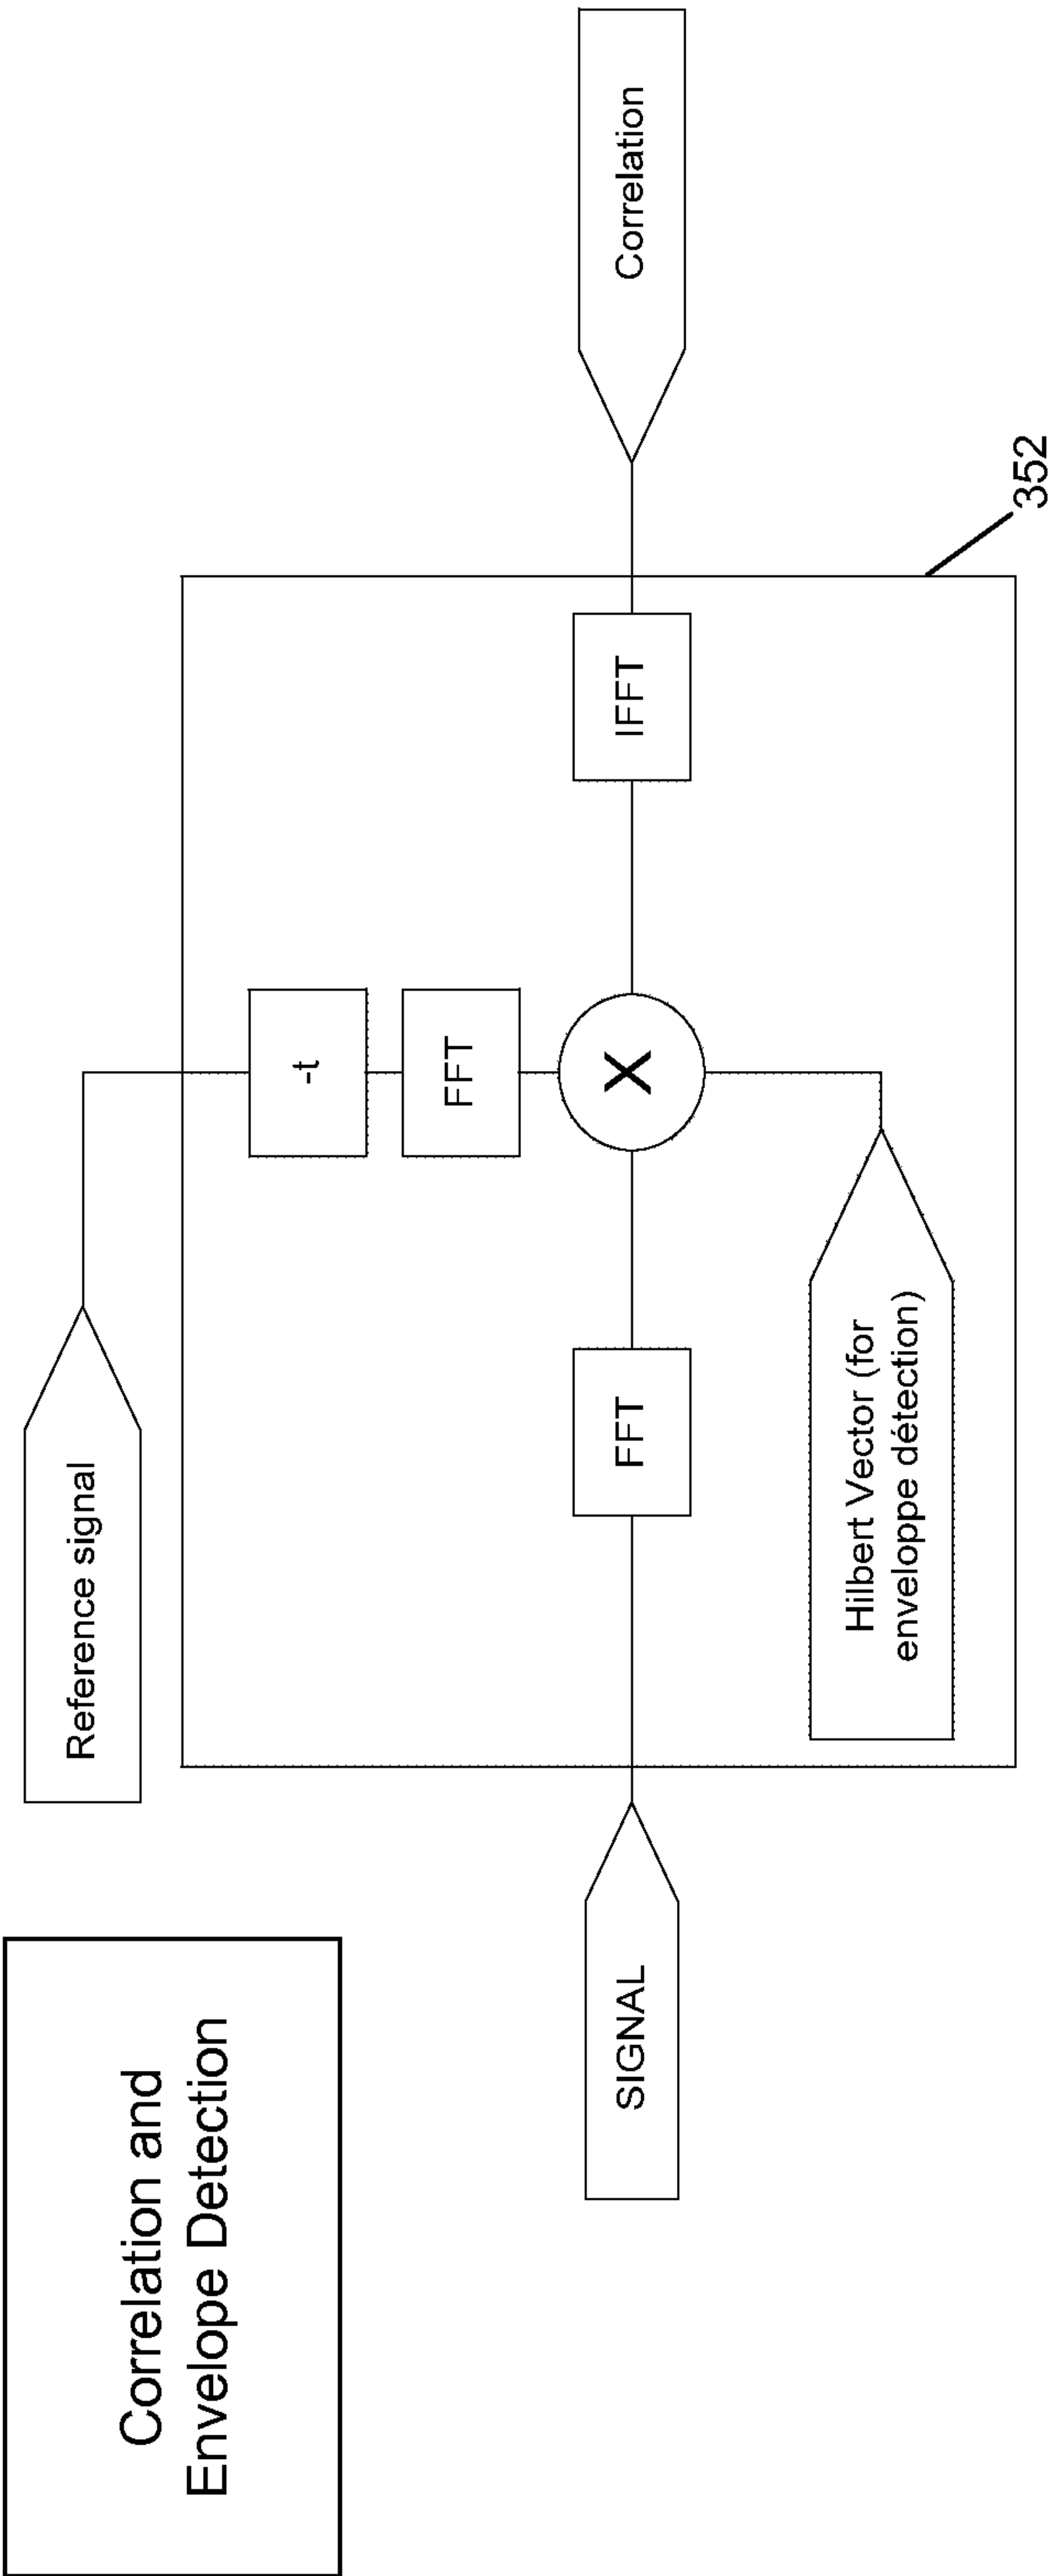 Correlation and
Envelope Detection
Reference signal
-t
FFT
SIGNAL
FFT
X
IFFT
Correlation
Hilbert Vector (for
enveloppe détection)
352